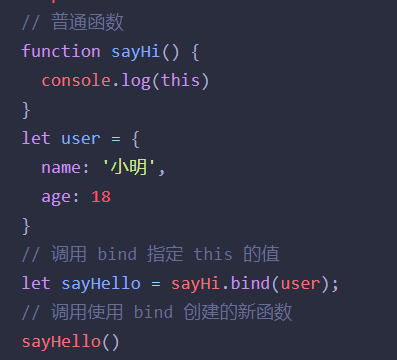 // 普通函数
function sayHi() {
  console.log(this)
}
let user = {
  name: '小明',
  age: 18
}
// 调用 bind 指定 this 的值
let sayHello = sayHi.bind(user);
// 调用使用 bind 创建的新函数
sayHello()